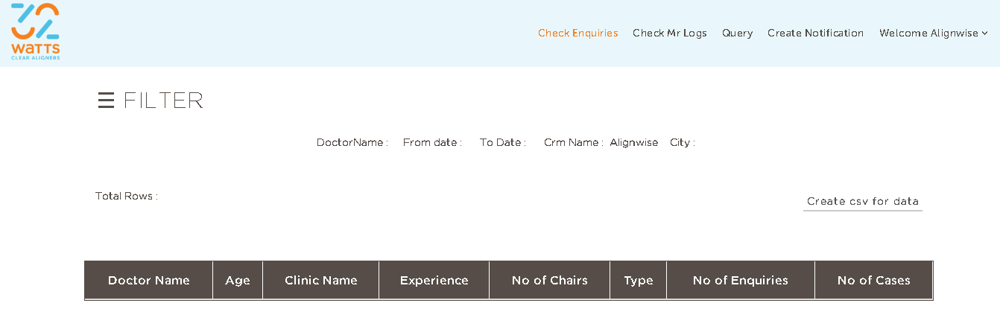 32
watts
CLEAR ALIGNERS
Check Enquiries Check Mr Logs Query Create Notification Welcome Alignwise
FILTER
DoctorName : From date : To Date : Crm Name : Alignwise City :
Total Rows :
Create csv for data
Doctor Name Age Clinic Name Experience No of Chairs Type No of Enquiries No of Cases